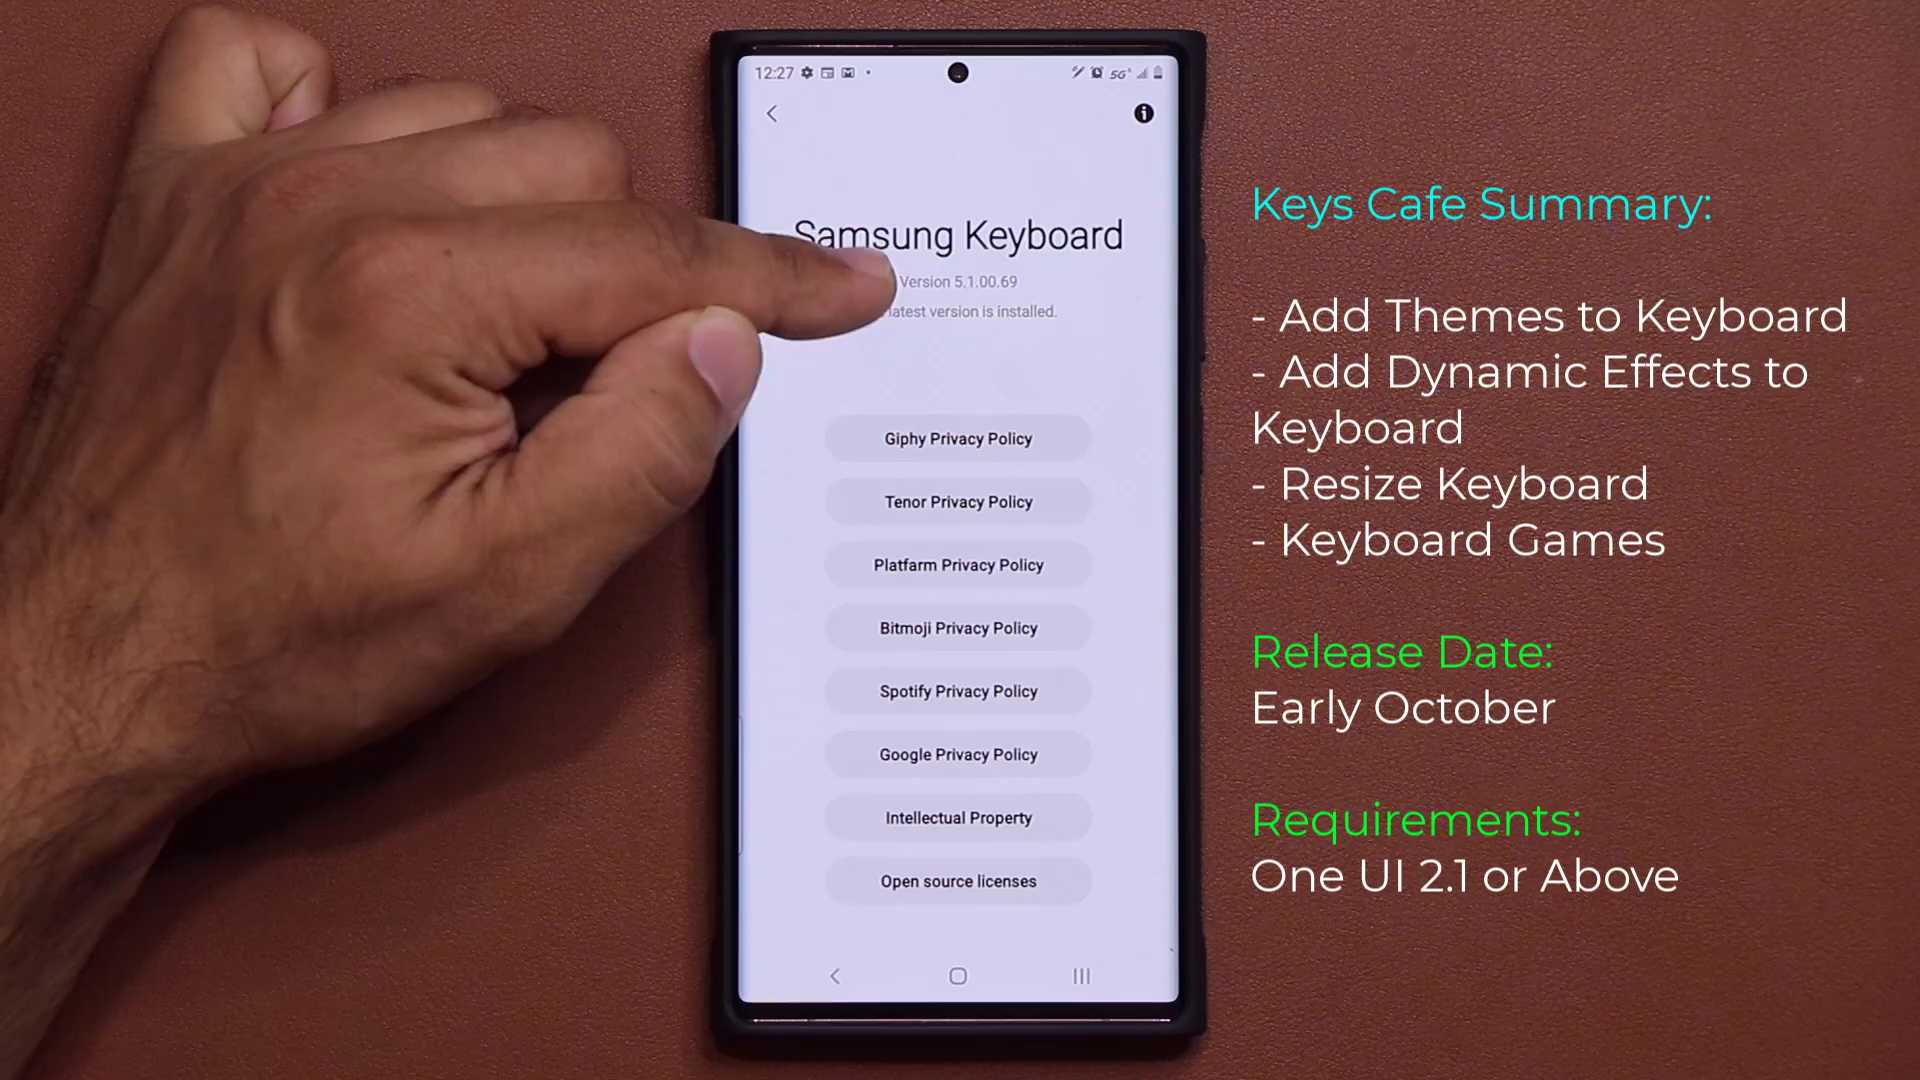 12:27
5G
Samsung Keyboard
Version 5.1.00.69
latest version is installed.
Giphy Privacy Policy
Tenor Privacy Policy
Platfarm Privacy Policy
Bitmoji Privacy Policy
Spotify Privacy Policy
Google Privacy Policy
Intellectual Property
Open source licenses
Keys Cafe Summary:
- Add Themes to Keyboard
- Add Dynamic Effects to
Keyboard
- Resize Keyboard
- Keyboard Games
Release Date:
Early October
Requirements:
One UI 2.1 or Above